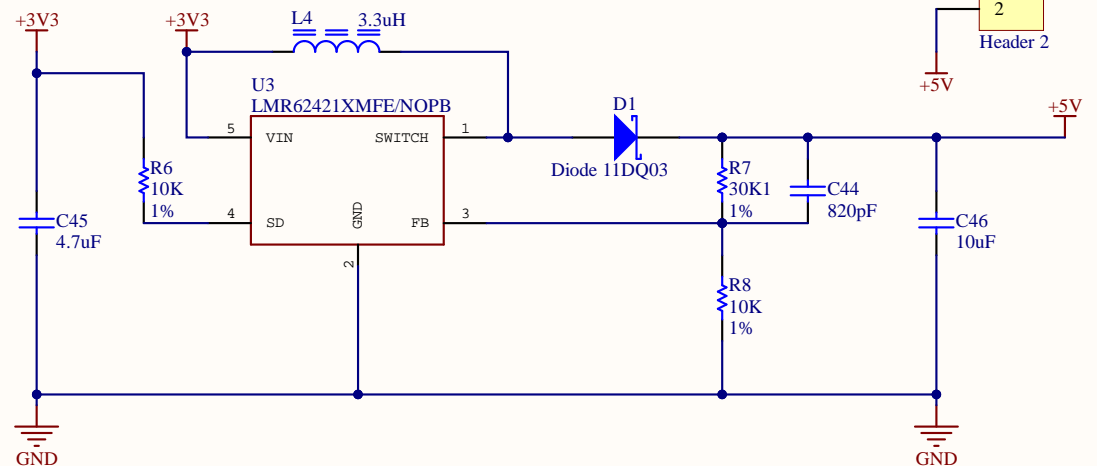 +3V3
+3V3
L4
3.3uH
2
Header 2
+5V
U3
LMR62421XMFE/NOPB
D1
+5V
5
VIN
SWITCH
1
Diode 11DQ03
R6
10K
1%
R7
30K1
1%
C44
820pF
C45
4.7uF
4
SD
GND
FB
3
C46
10uF
2
R8
10K
1%
GND
GND